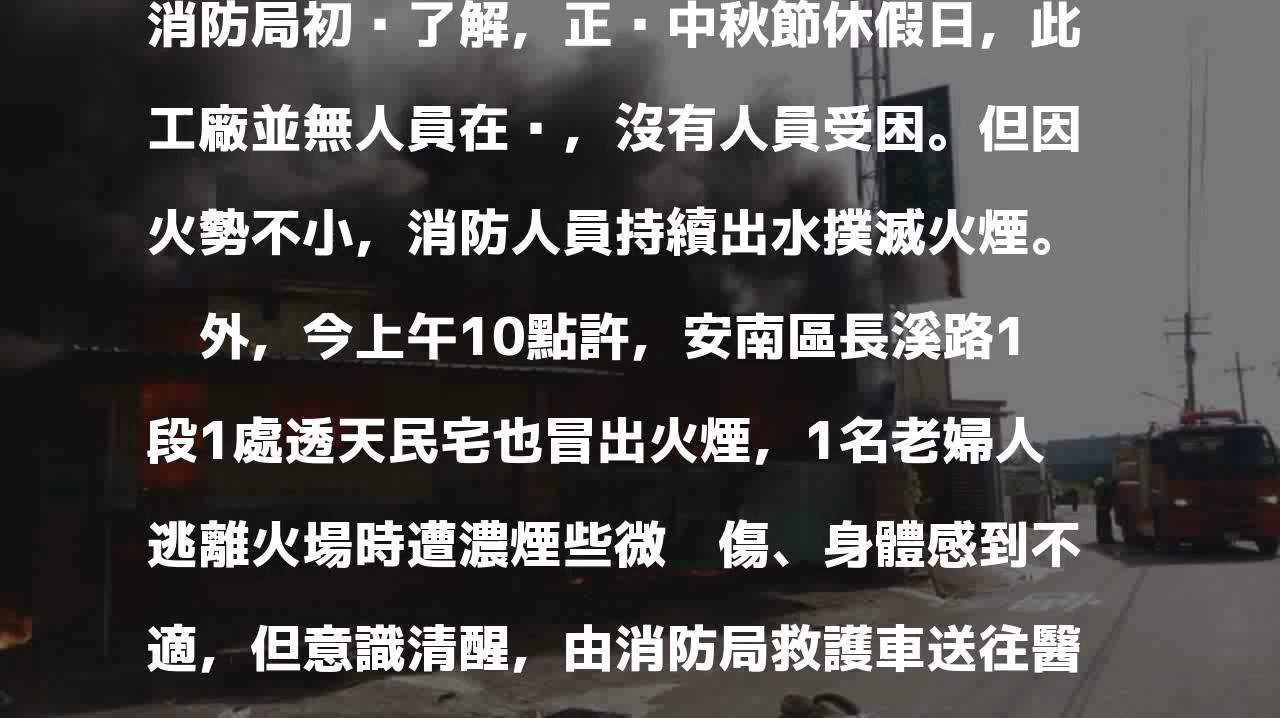 消防局初·了解，正·中秋節休假日，此
工廠並無人員在·，沒有人員受困。但因
火勢不小，消防人員持續出水撲滅火煙。
外，今上午10點許，安南區長溪路1
段1處透天民宅也冒出火煙，1名老婦人
逃離火場時遭濃煙些微　傷、身體感到不
適，但意識清醒，由消防局救護車送往醫